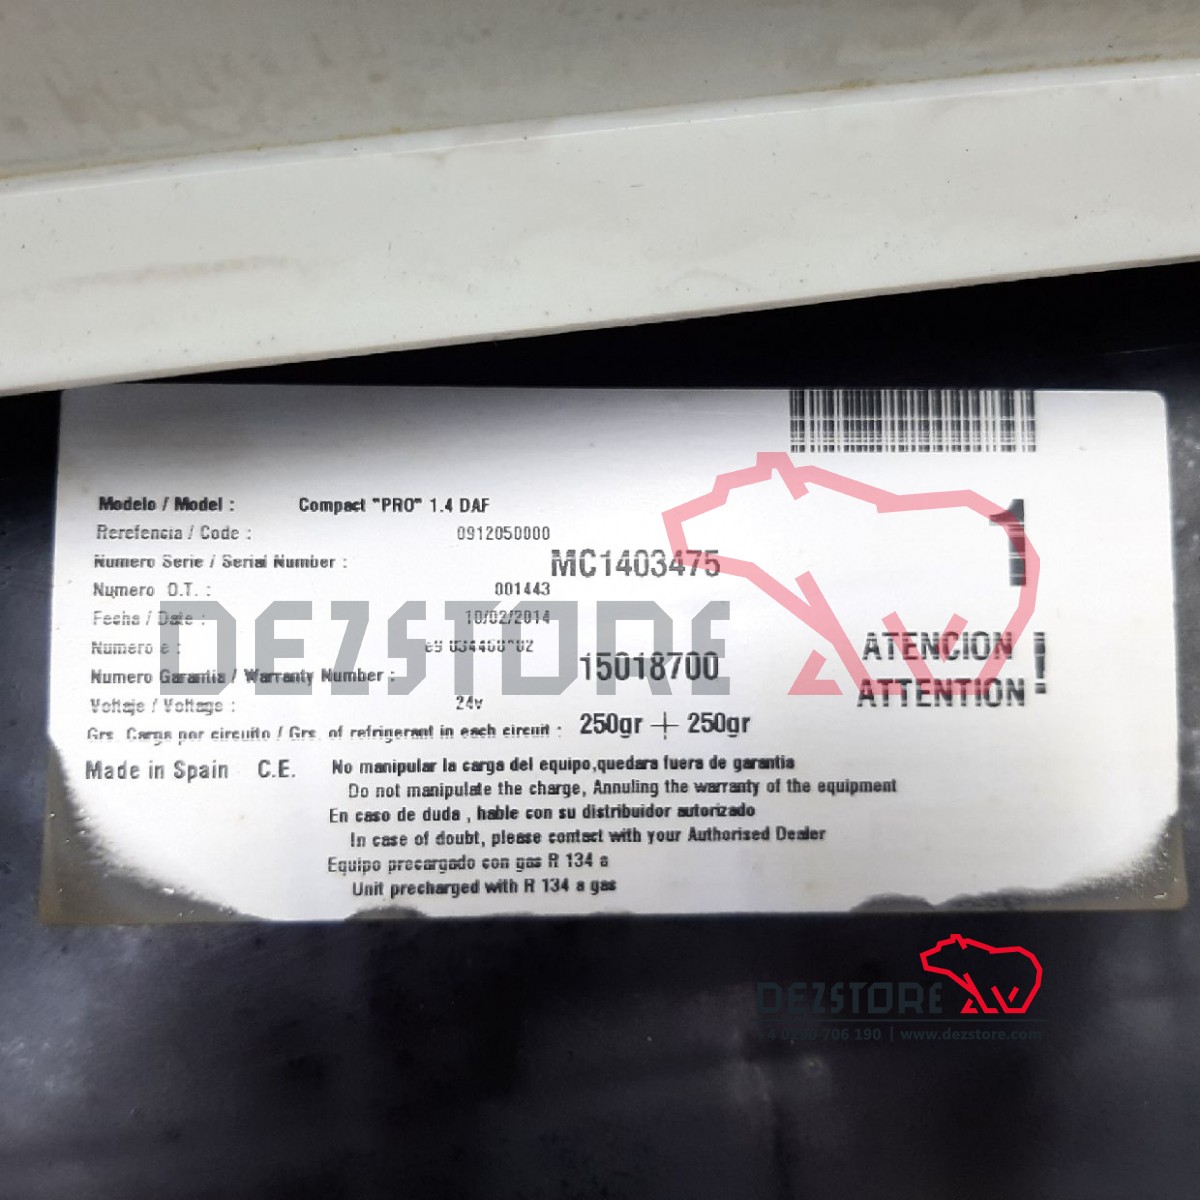 Modelo / Model : Compact "PRO" 1.4 DAF
Rerefencia / Code : 0912050000
Numero Serie / Serial Number : MC1403475
Numero O.T. : 001443
Fecha / Date : 10/02/2014
Numero e : e9
Numero Garantia / Warranty Number : 15018700
Voltaje / Voltage : 24v
Grs. Carga por circuito / Grs. of refrigerant in each circuit : 250gr + 250gr
Made in Spain C.E.
No manipular la carga del equipo,quedara fuera de garantia
Do not manipulate the charge, Annuling the warranty of the equipment
En caso de duda , hable con su distribuidor autorizado
In case of doubt, please contact with your Authorised Dealer
Equipo precargado con gas R 134 a
Unit precharged with R 134 a gas
1
ATENCION
ATTENTION !
DEZSTORE
DEZSTORE
706 190 | www.dezstore.com